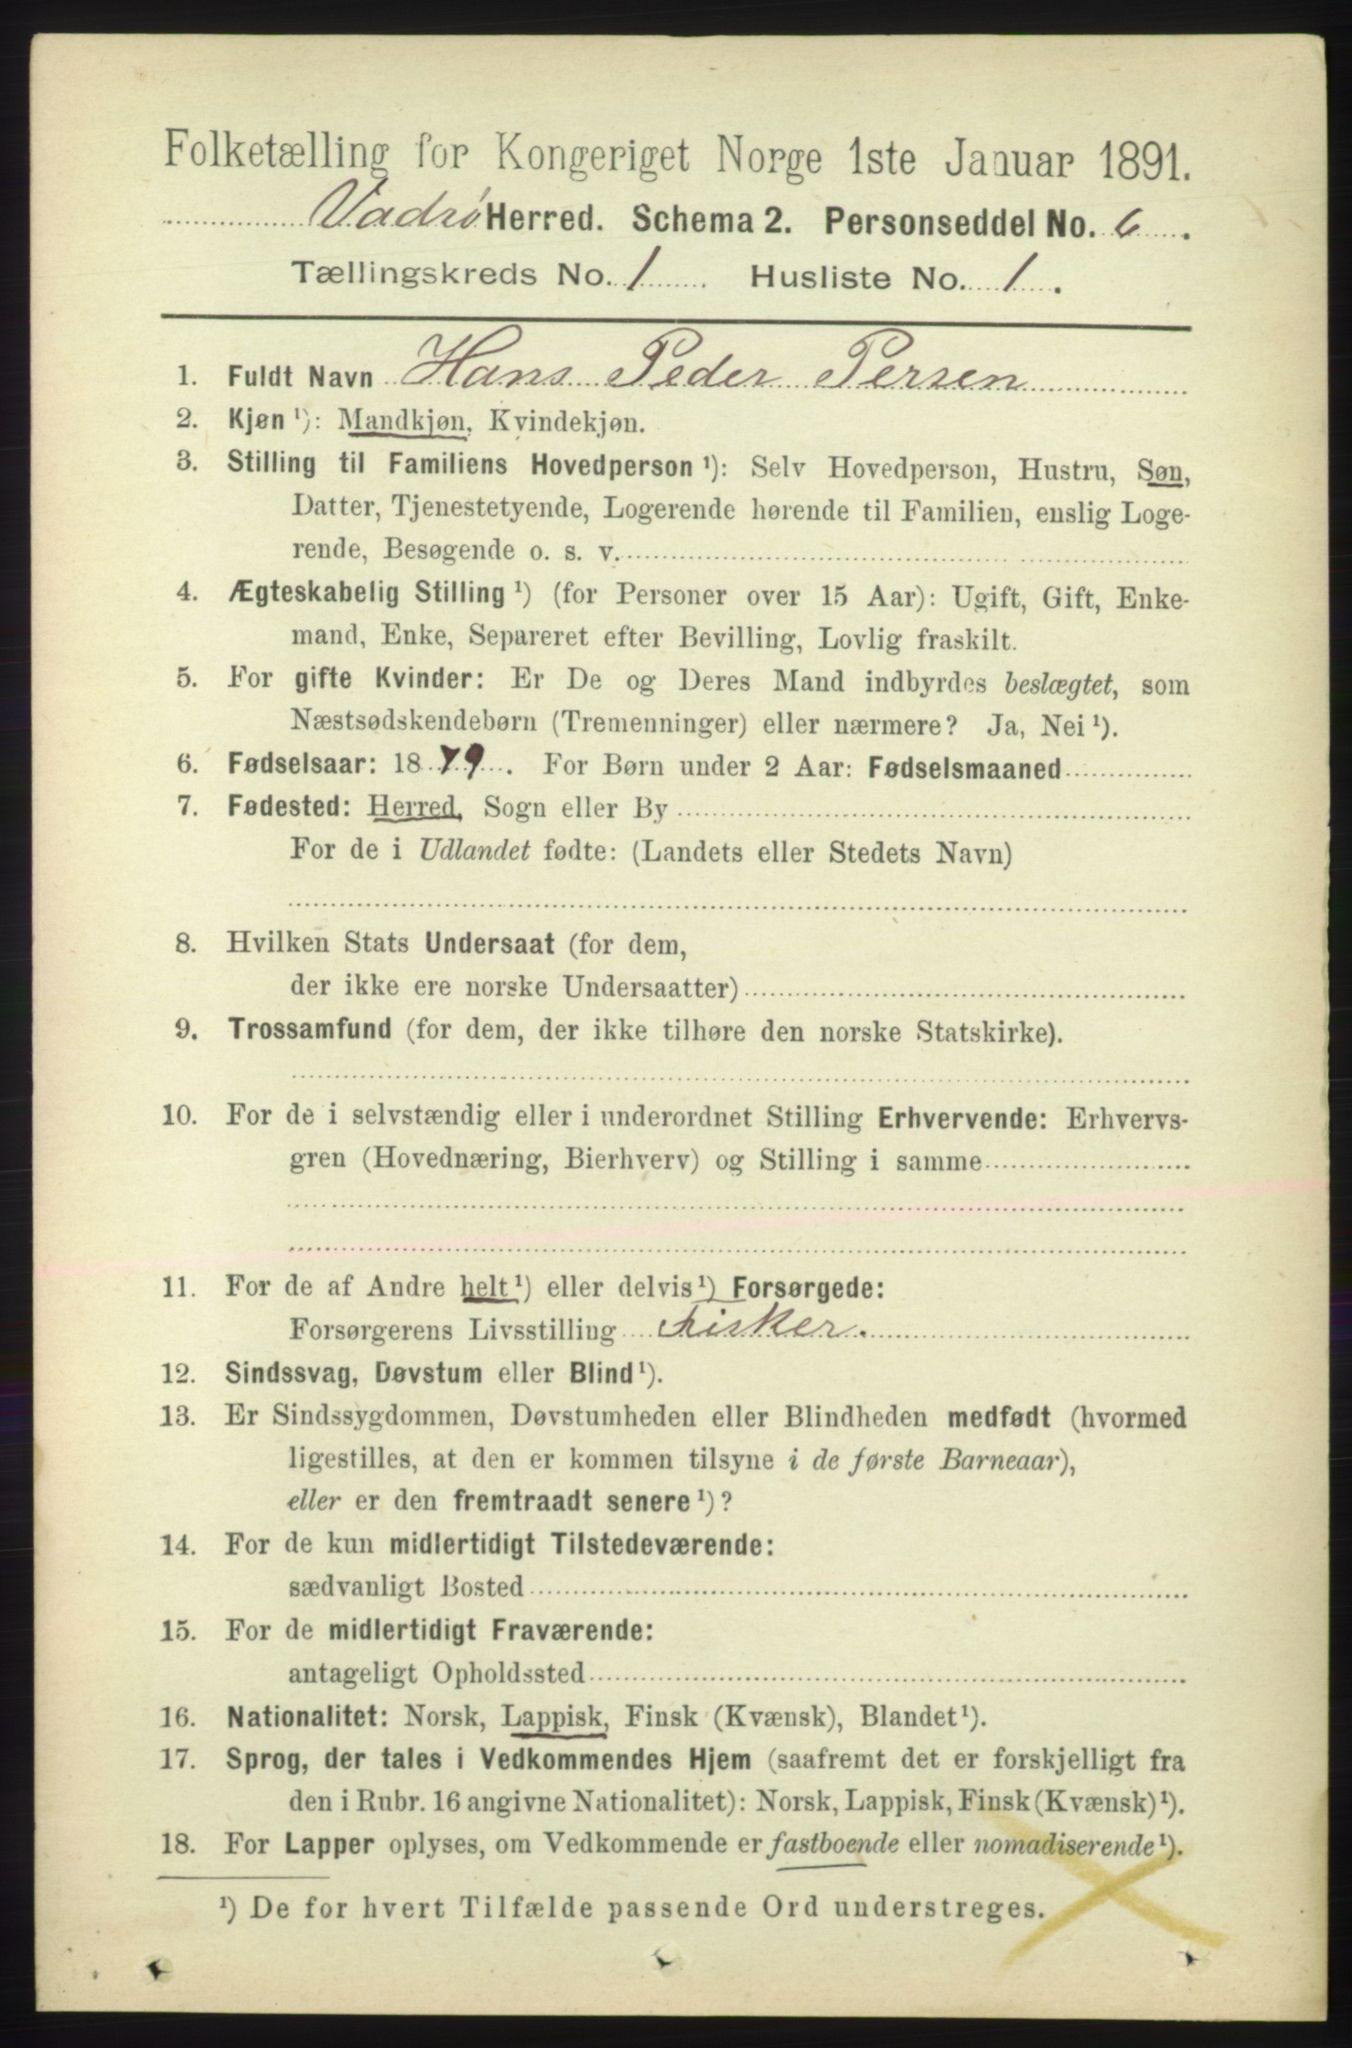 Folketælling for Kongeriget Norge 1ste Januar 1891.
Vadsø Herred. Schema 2. Personseddel No. 6.
Tællingskreds No. 1 Husliste No. 1.
1. Fuldt Navn Hans Peder Persen
2. Kjøn ¹): Mandkjøn, Kvindekjøn.
3. Stilling til Familiens Hovedperson ¹): Selv Hovedperson, Hustru, Søn,
Datter, Tjenestetyende, Logerende hørende til Familien, enslig Loge-
rende, Besøgende o. s. v.
4. Ægteskabelig Stilling ¹) (for Personer over 15 Aar): Ugift, Gift, Enke-
mand, Enke, Separeret efter Bevilling, Lovlig fraskilt.
5. For gifte Kvinder: Er De og Deres Mand indbyrdes beslægtet, som
Næstsødskendebørn (Tremenninger) eller nærmere? Ja, Nei ¹).
6. Fødselsaar: 1879. For Børn under 2 Aar: Fødselsmaaned
7. Fødested: Herred, Sogn eller By
For de i Udlandet fødte: (Landets eller Stedets Navn)
8. Hvilken Stats Undersaat (for dem,
der ikke ere norske Undersaatter)
9. Trossamfund (for dem, der ikke tilhøre den norske Statskirke).
10. For de i selvstændig eller i underordnet Stilling Erhvervende: Erhvervs-
gren (Hovednæring, Bierhverv) og Stilling i samme
11. For de af Andre helt ¹) eller delvis ¹) Forsørgede:
Forsørgerens Livsstilling Fisker.
12. Sindssvag, Døvstum eller Blind ¹).
13. Er Sindssygdommen, Døvstumheden eller Blindheden medfødt (hvormed
ligestilles, at den er kommen tilsyne i de første Barneaar),
eller er den fremtraadt senere ¹)?
14. For de kun midlertidigt Tilstedeværende:
sædvanligt Bosted
15. For de midlertidigt Fraværende:
antageligt Opholdssted
16. Nationalitet: Norsk, Lappisk, Finsk (Kvænsk), Blandet ¹).
17. Sprog, der tales i Vedkommendes Hjem (saafremt det er forskjelligt fra
den i Rubr. 16 angivne Nationalitet): Norsk, Lappisk, Finsk (Kvænsk) ¹).
18. For Lapper oplyses, om Vedkommende er fastboende eller nomadiserende ¹).
¹) De for hvert Tilfælde passende Ord understreges.